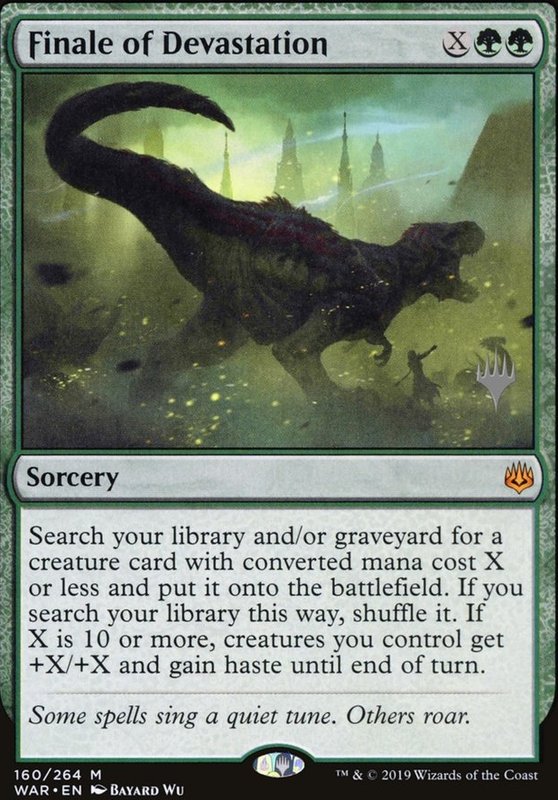 Finale of Devastation X
Sorcery
Search your library and/or graveyard for a
creature card with converted mana cost X
or less and put it onto the battlefield. If you
search your library this way, shuffle it. If
X is 10 or more, creatures you control get
+X/+X and gain haste until end of turn.
Some spells sing a quiet tune. Others roar.
160/264 M
WAR • EN Bayard Wu
™ & © 2019 Wizards of the Coast